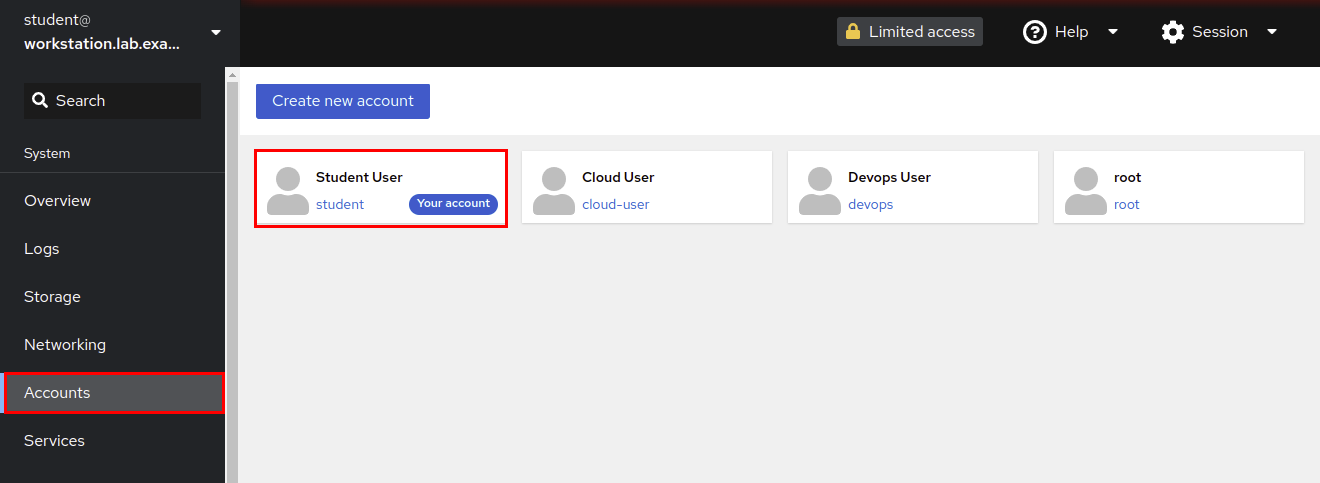 student@
workstation.lab.exa...
Limited access
Help
Session
Search
System
Overview
Logs
Storage
Networking
Accounts
Services
Create new account
Student User
student
Your account
Cloud User
cloud-user
Devops User
devops
root
root